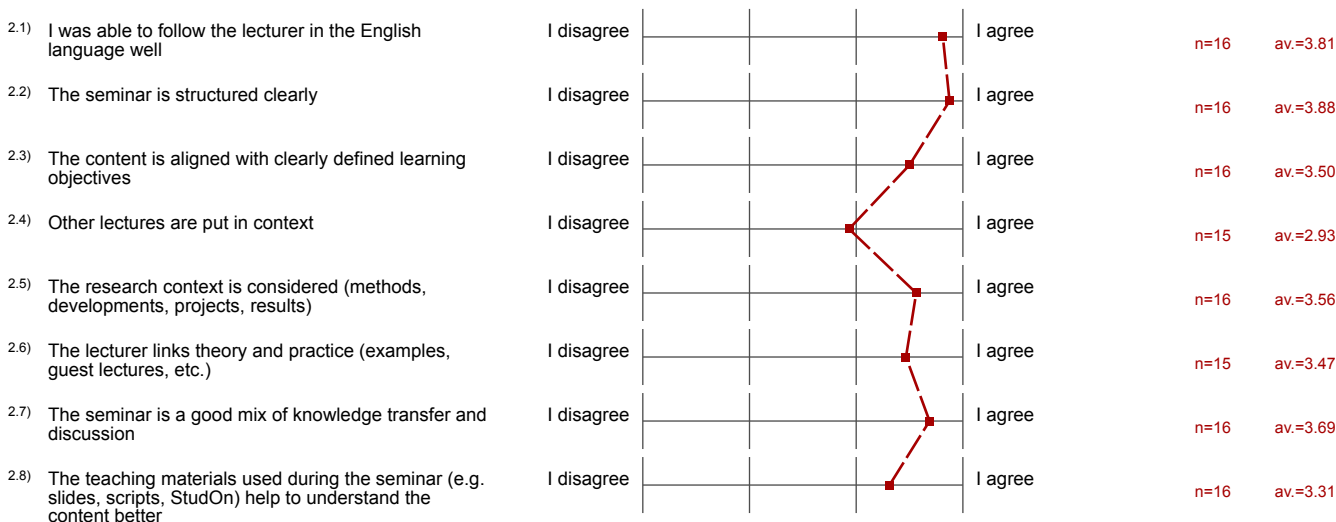 2.1) I was able to follow the lecturer in the English I disagree I agree n=16 av.=3.81
language well
2.2) The seminar is structured clearly I disagree I agree n=16 av.=3.88
2.3) The content is aligned with clearly defined learning I disagree I agree n=16 av.=3.50
objectives
2.4) Other lectures are put in context I disagree I agree n=15 av.=2.93
2.5) The research context is considered (methods, I disagree I agree n=16 av.=3.56
developments, projects, results)
2.6) The lecturer links theory and practice (examples, I disagree I agree n=15 av.=3.47
guest lectures, etc.)
2.7) The seminar is a good mix of knowledge transfer and I disagree I agree n=16 av.=3.69
discussion
2.8) The teaching materials used during the seminar (e.g. I disagree I agree n=16 av.=3.31
slides, scripts, StudOn) help to understand the
content better